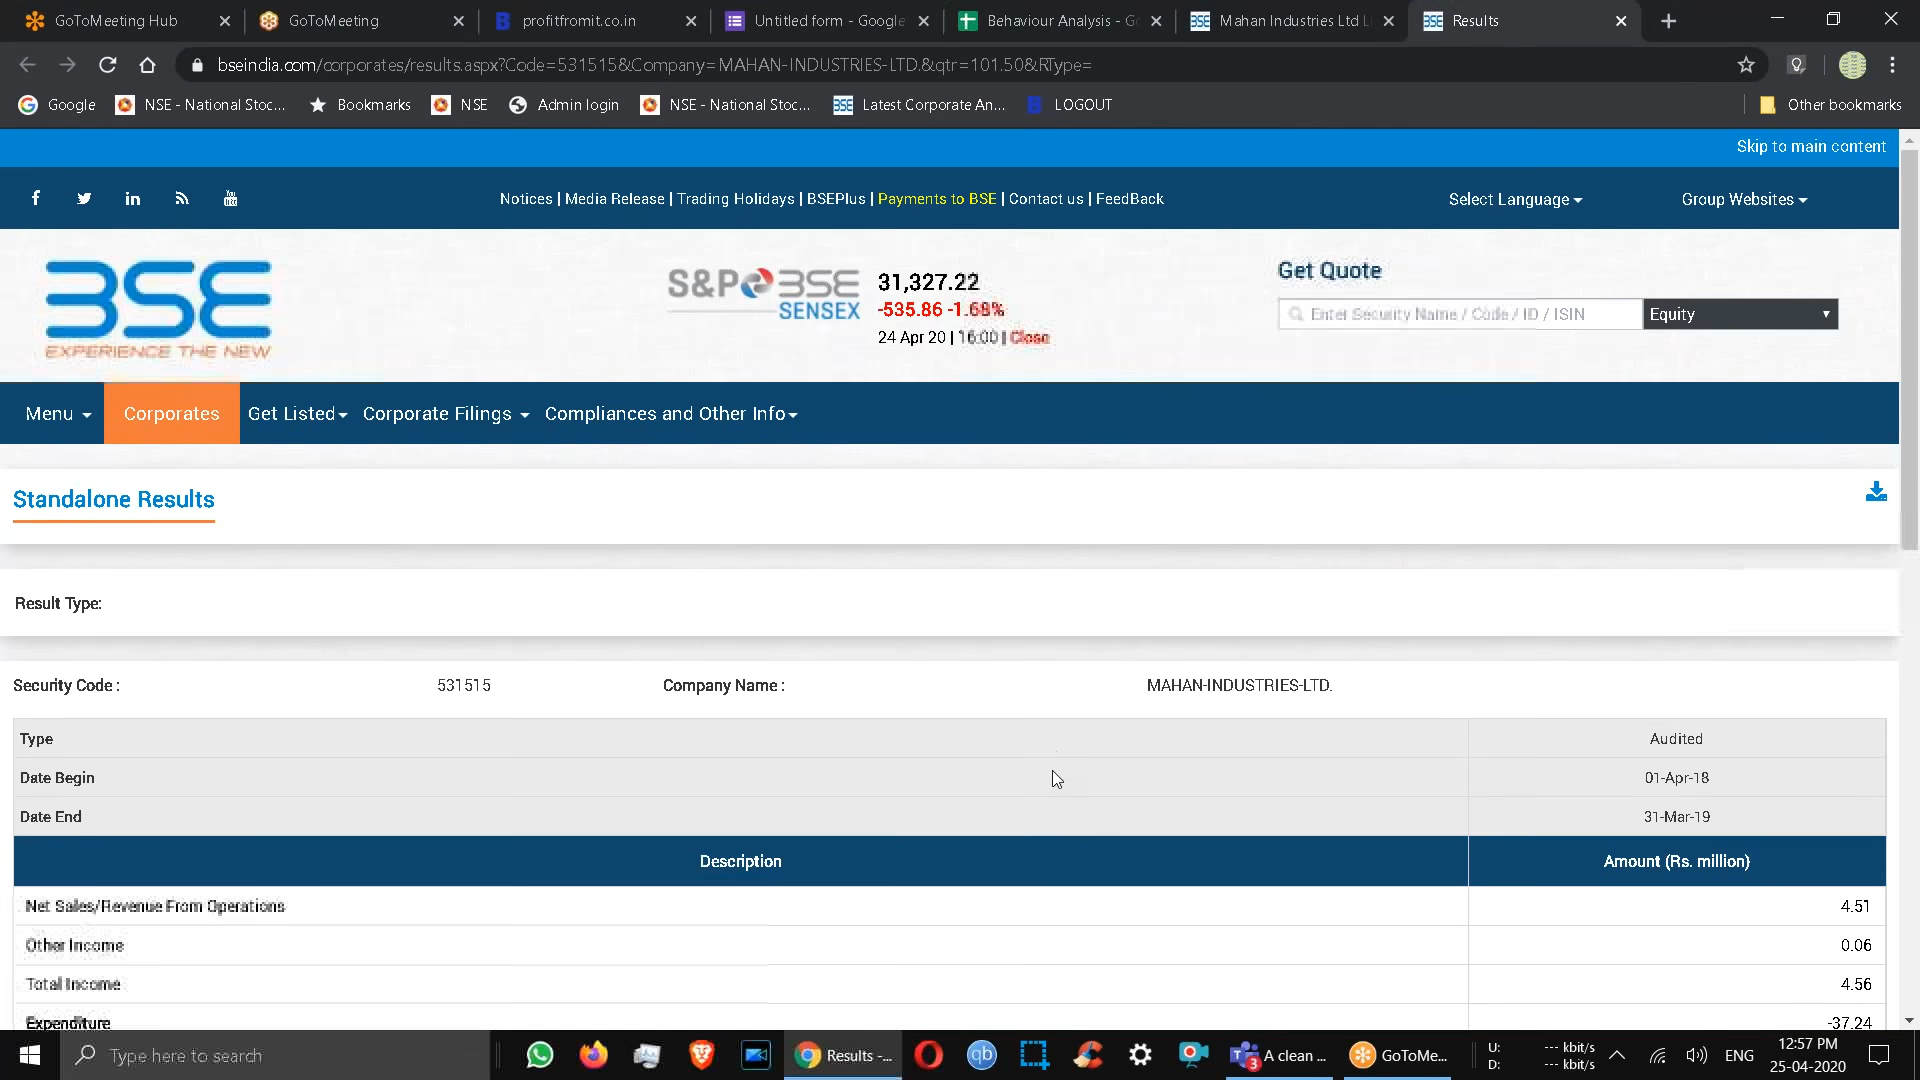 GoToMeeting Hub
GoToMeeting
profitfromit.co.in
Untitled form - Google
Behaviour Analysis - Go
Mahan Industries Ltd L
Results
bseindia.com/corporates/results.aspx?Code=531515&Company=MAHAN-INDUSTRIES-LTD.&qtr=101.50&RType=
Google
NSE - National Stoc...
Bookmarks
NSE
Admin login
NSE - National Stoc...
BSE Latest Corporate An...
LOGOUT
Other bookmarks
Skip to main content
Notices | Media Release | Trading Holidays | BSEPlus | Payments to BSE | Contact us | FeedBack
Select Language
Group Websites
BSE
EXPERIENCE THE NEW
S&P BSE
SENSEX
31,327.22
-535.86 -1.68%
24 Apr 20 | 16:00 | Close
Get Quote
Enter Security Name / Code / ID / ISIN
Equity
Menu
Corporates
Get Listed
Corporate Filings
Compliances and Other Info
Standalone Results
Result Type:
Security Code :
531515
Company Name :
MAHAN-INDUSTRIES-LTD.
Type Audited
Date Begin 01-Apr-18
Date End 31-Mar-19
Description Amount (Rs. million)
Net Sales/Revenue From Operations 4.51
Other Income 0.06
Total Income 4.56
Expenditure -37.24
Type here to search
Results -...
A clean ...
GoToMe...
U: --- kbit/s
D: --- kbit/s
ENG
12:57 PM
25-04-2020